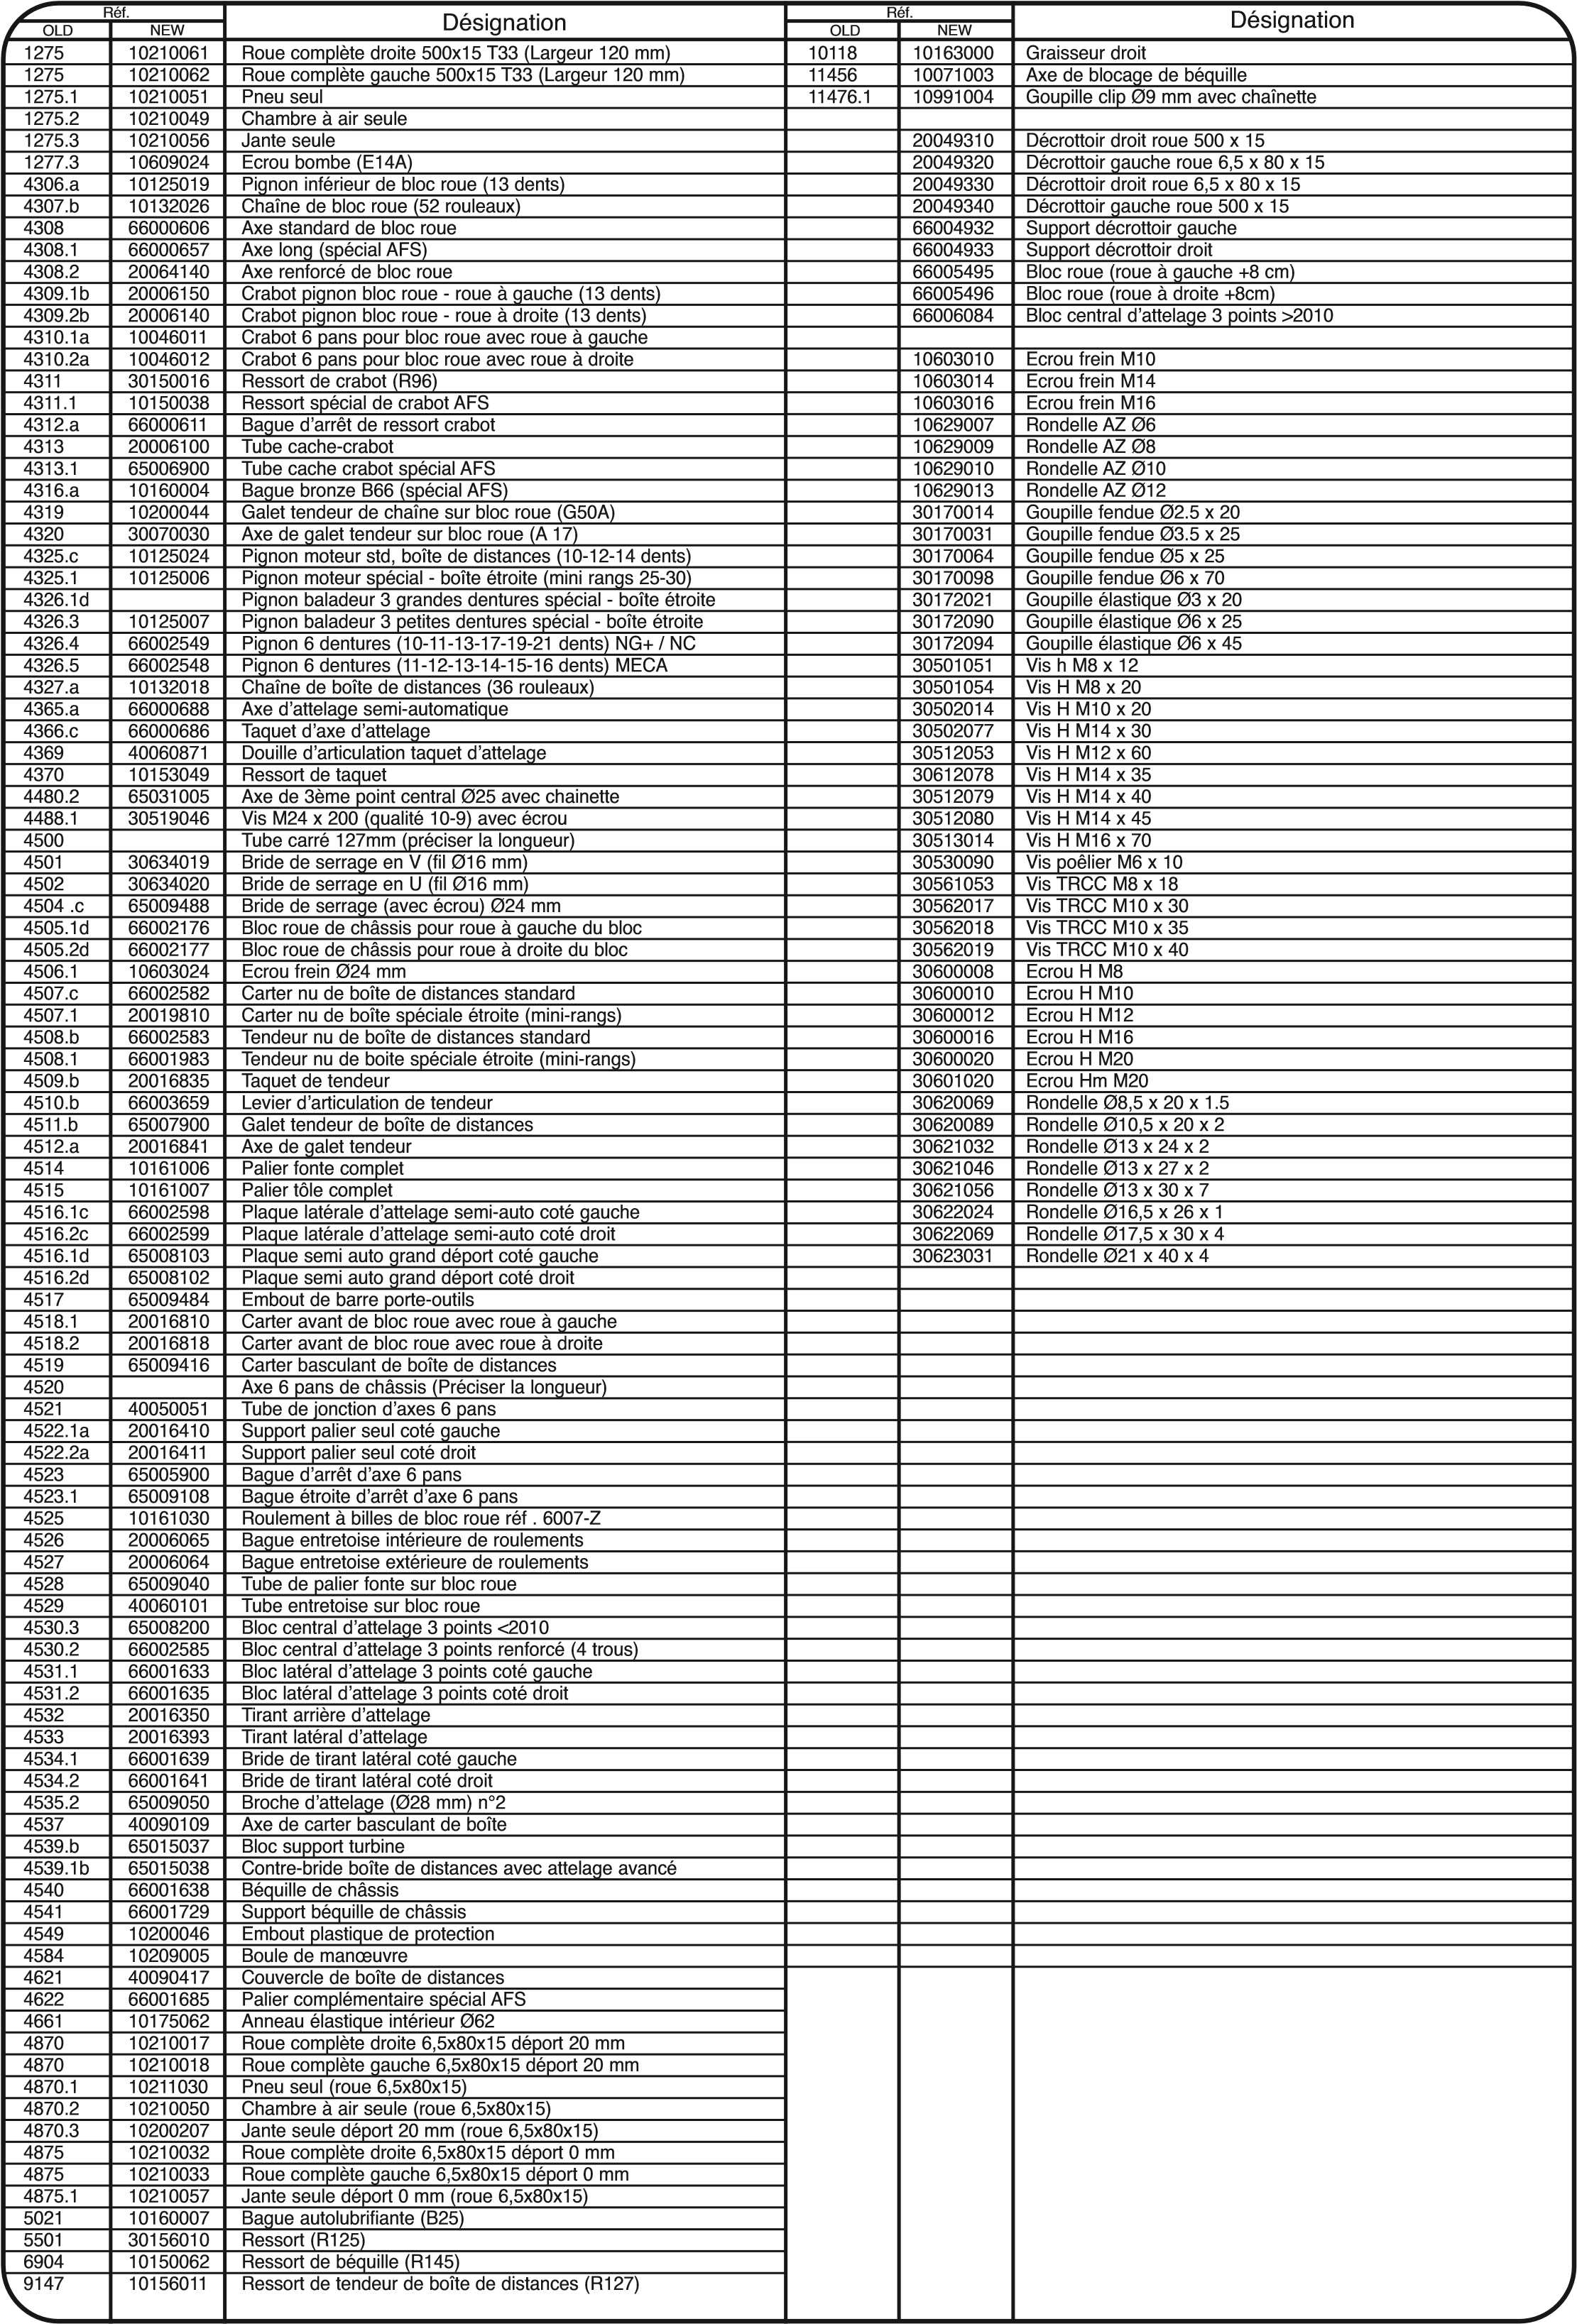 Réf. Désignation Réf. Désignation
OLD NEW OLD NEW
1275 10210061 Roue complète droite 500x15 T33 (Largeur 120 mm) 10118 10163000 Graisseur droit
1275 10210062 Roue complète gauche 500x15 T33 (Largeur 120 mm) 11456 10071003 Axe de blocage de béquille
1275.1 10210051 Pneu seul 11476.1 10991004 Goupille clip Ø9 mm avec chaînette
1275.2 10210049 Chambre à air seule
1275.3 10210056 Jante seule 20049310 Décrottoir droit roue 500 x 15
1277.3 10609024 Ecrou bombe (E14A) 20049320 Décrottoir gauche roue 6,5 x 80 x 15
4306.a 10125019 Pignon inférieur de bloc roue (13 dents) 20049330 Décrottoir droit roue 6,5 x 80 x 15
4307.b 10132026 Chaîne de bloc roue (52 rouleaux) 20049340 Décrottoir gauche roue 500 x 15
4308 66000606 Axe standard de bloc roue 66004932 Support décrottoir gauche
4308.1 66000657 Axe long (spécial AFS) 66004933 Support décrottoir droit
4308.2 20064140 Axe renforcé de bloc roue 66005495 Bloc roue (roue à gauche +8 cm)
4309.1b 20006150 Crabot pignon bloc roue - roue à gauche (13 dents) 66005496 Bloc roue (roue à droite +8cm)
4309.2b 20006140 Crabot pignon bloc roue - roue à droite (13 dents) 66006084 Bloc central d'attelage 3 points >2010
4310.1a 10046011 Crabot 6 pans pour bloc roue avec roue à gauche
4310.2a 10046012 Crabot 6 pans pour bloc roue avec roue à droite 10603010 Ecrou frein M10
4311 30150016 Ressort de crabot (R96) 10603014 Ecrou frein M14
4311.1 10150038 Ressort spécial de crabot AFS 10603016 Ecrou frein M16
4312.a 66000611 Bague d'arrêt de ressort crabot 10629007 Rondelle AZ Ø6
4313 20006100 Tube cache-crabot 10629009 Rondelle AZ Ø8
4313.1 65006900 Tube cache crabot spécial AFS 10629010 Rondelle AZ Ø10
4316.a 10160004 Bague bronze B66 (spécial AFS) 10629013 Rondelle AZ Ø12
4319 10200044 Galet tendeur de chaîne sur bloc roue (G50A) 30170014 Goupille fendue Ø2.5 x 20
4320 30070030 Axe de galet tendeur sur bloc roue (A 17) 30170031 Goupille fendue Ø3.5 x 25
4325.c 10125024 Pignon moteur std, boîte de distances (10-12-14 dents) 30170064 Goupille fendue Ø5 x 25
4325.1 10125006 Pignon moteur spécial - boîte étroite (mini rangs 25-30) 30170098 Goupille fendue Ø6 x 70
4326.1d Pignon baladeur 3 grandes dentures spécial - boîte étroite 30172021 Goupille élastique Ø3 x 20
4326.3 10125007 Pignon baladeur 3 petites dentures spécial - boîte étroite 30172090 Goupille élastique Ø6 x 25
4326.4 66002549 Pignon 6 dentures (10-11-13-17-19-21 dents) NG+ / NC 30172094 Goupille élastique Ø6 x 45
4326.5 66002548 Pignon 6 dentures (11-12-13-14-15-16 dents) MECA 30501051 Vis h M8 x 12
4327.a 10132018 Chaîne de boîte de distances (36 rouleaux) 30501054 Vis H M8 x 20
4365.a 66000688 Axe d'attelage semi-automatique 30502014 Vis H M10 x 20
4366.c 66000686 Taquet d'axe d'attelage 30502077 Vis H M14 x 30
4369 40060871 Douille d'articulation taquet d'attelage 30512053 Vis H M12 x 60
4370 10153049 Ressort de taquet 30612078 Vis H M14 x 35
4480.2 65031005 Axe de 3ème point central Ø25 avec chainette 30512079 Vis H M14 x 40
4488.1 30519046 Vis M24 x 200 (qualité 10-9) avec écrou 30512080 Vis H M14 x 45
4500 Tube carré 127mm (préciser la longueur) 30513014 Vis H M16 x 70
4501 30634019 Bride de serrage en V (fil Ø16 mm) 30530090 Vis poêlier M6 x 10
4502 30634020 Bride de serrage en U (fil Ø16 mm) 30561053 Vis TRCC M8 x 18
4504 .c 65009488 Bride de serrage (avec écrou) Ø24 mm 30562017 Vis TRCC M10 x 30
4505.1d 66002176 Bloc roue de châssis pour roue à gauche du bloc 30562018 Vis TRCC M10 x 35
4505.2d 66002177 Bloc roue de châssis pour roue à droite du bloc 30562019 Vis TRCC M10 x 40
4506.1 10603024 Ecrou frein Ø24 mm 30600008 Ecrou H M8
4507.c 66002582 Carter nu de boîte de distances standard 30600010 Ecrou H M10
4507.1 20019810 Carter nu de boîte spéciale étroite (mini-rangs) 30600012 Ecrou H M12
4508.b 66002583 Tendeur nu de boîte de distances standard 30600016 Ecrou H M16
4508.1 66001983 Tendeur nu de boite spéciale étroite (mini-rangs) 30600020 Ecrou H M20
4509.b 20016835 Taquet de tendeur 30601020 Ecrou Hm M20
4510.b 66003659 Levier d'articulation de tendeur 30620069 Rondelle Ø8,5 x 20 x 1.5
4511.b 65007900 Galet tendeur de boîte de distances 30620089 Rondelle Ø10,5 x 20 x 2
4512.a 20016841 Axe de galet tendeur 30621032 Rondelle Ø13 x 24 x 2
4514 10161006 Palier fonte complet 30621046 Rondelle Ø13 x 27 x 2
4515 10161007 Palier tôle complet 30621056 Rondelle Ø13 x 30 x 7
4516.1c 66002598 Plaque latérale d'attelage semi-auto coté gauche 30622024 Rondelle Ø16,5 x 26 x 1
4516.2c 66002599 Plaque latérale d'attelage semi-auto coté droit 30622069 Rondelle Ø17,5 x 30 x 4
4516.1d 65008103 Plaque semi auto grand déport coté gauche 30623031 Rondelle Ø21 x 40 x 4
4516.2d 65008102 Plaque semi auto grand déport coté droit
4517 65009484 Embout de barre porte-outils
4518.1 20016810 Carter avant de bloc roue avec roue à gauche
4518.2 20016818 Carter avant de bloc roue avec roue à droite
4519 65009416 Carter basculant de boîte de distances
4520 Axe 6 pans de châssis (Préciser la longueur)
4521 40050051 Tube de jonction d'axes 6 pans
4522.1a 20016410 Support palier seul coté gauche
4522.2a 20016411 Support palier seul coté droit
4523 65005900 Bague d'arrêt d'axe 6 pans
4523.1 65009108 Bague étroite d'arrêt d'axe 6 pans
4525 10161030 Roulement à billes de bloc roue réf . 6007-Z
4526 20006065 Bague entretoise intérieure de roulements
4527 20006064 Bague entretoise extérieure de roulements
4528 65009040 Tube de palier fonte sur bloc roue
4529 40060101 Tube entretoise sur bloc roue
4530.3 65008200 Bloc central d'attelage 3 points <2010
4530.2 66002585 Bloc central d'attelage 3 points renforcé (4 trous)
4531.1 66001633 Bloc latéral d'attelage 3 points coté gauche
4531.2 66001635 Bloc latéral d'attelage 3 points coté droit
4532 20016350 Tirant arrière d'attelage
4533 20016393 Tirant latéral d'attelage
4534.1 66001639 Bride de tirant latéral coté gauche
4534.2 66001641 Bride de tirant latéral coté droit
4535.2 65009050 Broche d'attelage (Ø28 mm) n°2
4537 40090109 Axe de carter basculant de boîte
4539.b 65015037 Bloc support turbine
4539.1b 65015038 Contre-bride boîte de distances avec attelage avancé
4540 66001638 Béquille de châssis
4541 66001729 Support béquille de châssis
4549 10200046 Embout plastique de protection
4584 10209005 Boule de manœuvre
4621 40090417 Couvercle de boîte de distances
4622 66001685 Palier complémentaire spécial AFS
4661 10175062 Anneau élastique intérieur Ø62
4870 10210017 Roue complète droite 6,5x80x15 déport 20 mm
4870 10210018 Roue complète gauche 6,5x80x15 déport 20 mm
4870.1 10211030 Pneu seul (roue 6,5x80x15)
4870.2 10210050 Chambre à air seule (roue 6,5x80x15)
4870.3 10200207 Jante seule déport 20 mm (roue 6,5x80x15)
4875 10210032 Roue complète droite 6,5x80x15 déport 0 mm
4875 10210033 Roue complète gauche 6,5x80x15 déport 0 mm
4875.1 10210057 Jante seule déport 0 mm (roue 6,5x80x15)
5021 10160007 Bague autolubrifiante (B25)
5501 30156010 Ressort (R125)
6904 10150062 Ressort de béquille (R145)
9147 10156011 Ressort de tendeur de boîte de distances (R127)